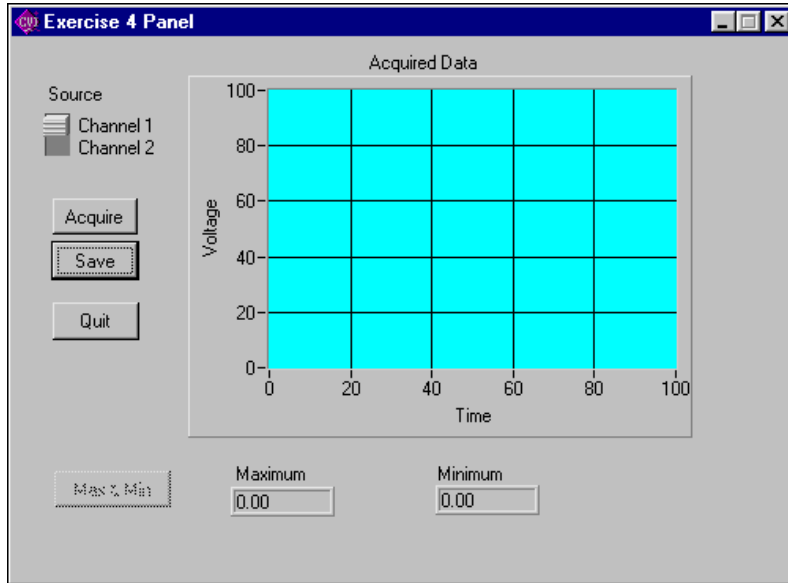 CVI Exercise 4 Panel
Acquired Data
Source
Channel 1
Channel 2
Acquire
Save
Quit
Voltage
100
80
60
40
20
0
0 20 40 60 80 100
Time
Max & Min
Maximum
0.00
Minimum
0.00